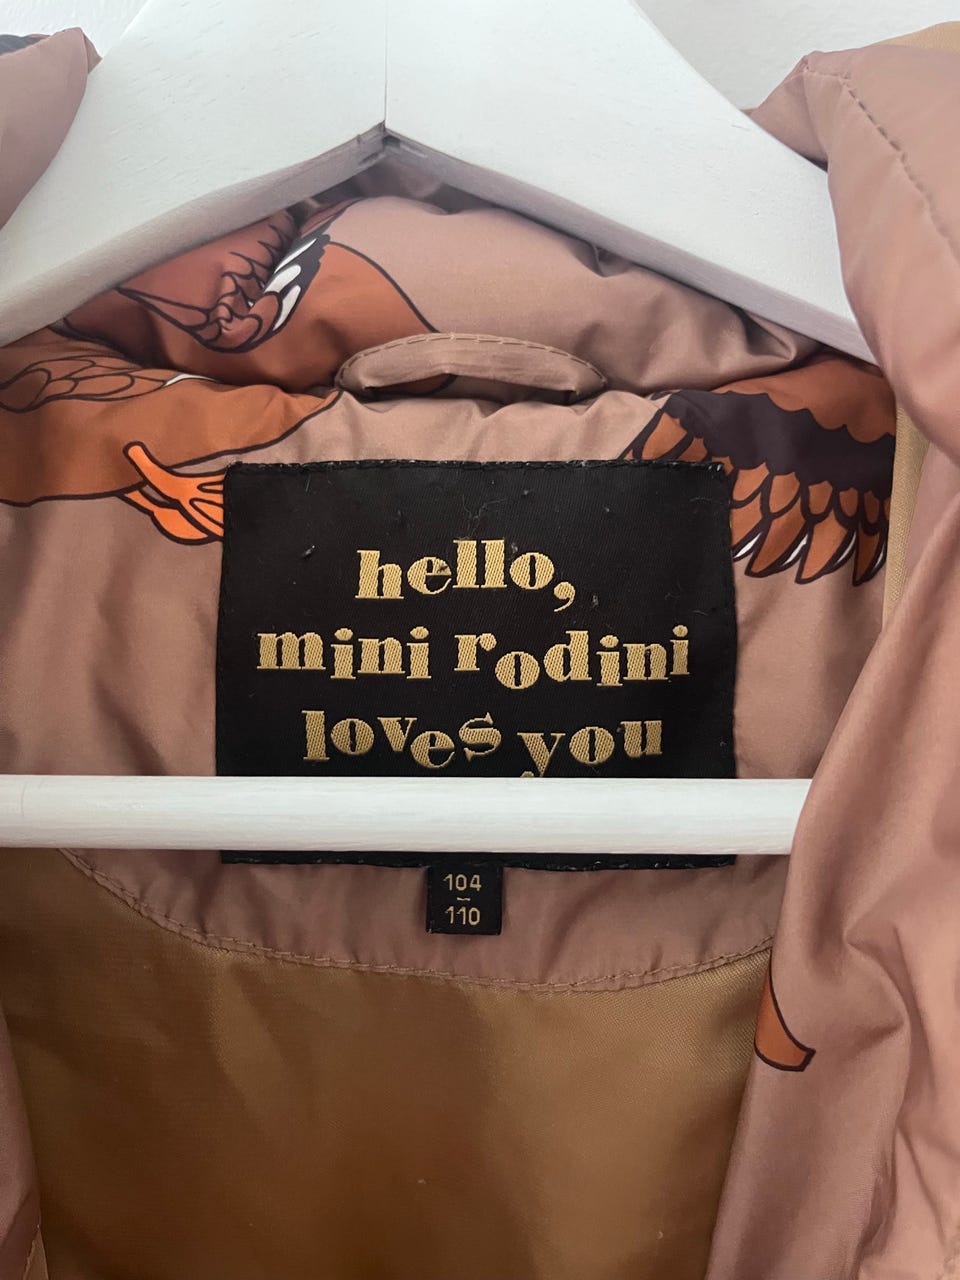 hello,
mini rodini
loves you
104
–
110